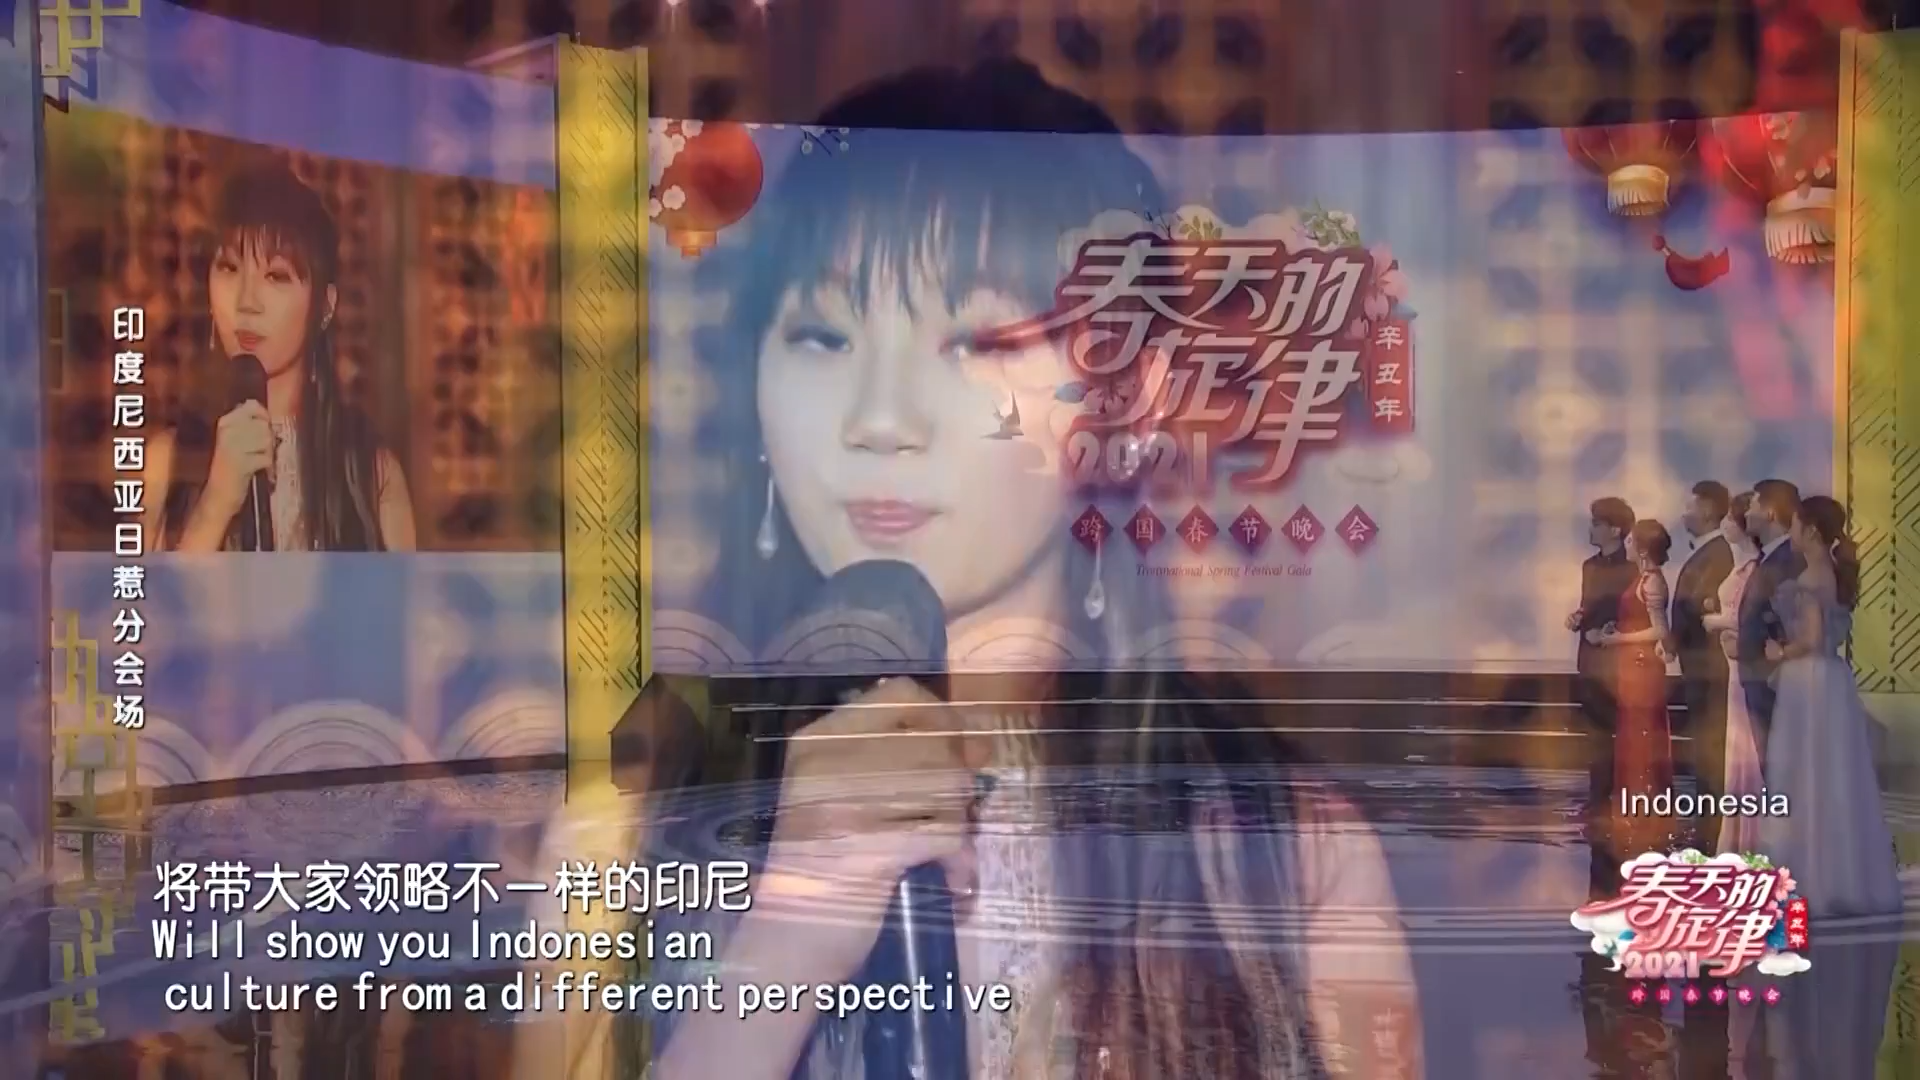 印度尼西亚日惹分会场
春天的
旋律
2021
辛丑年
跨国春节晚会
Transnational Spring Festival Gala
Indonesia
将带大家领略不一样的印尼
Will show you Indonesian
culture from a different perspective
春天的
旋律
2021
辛丑年
跨国春节晚会